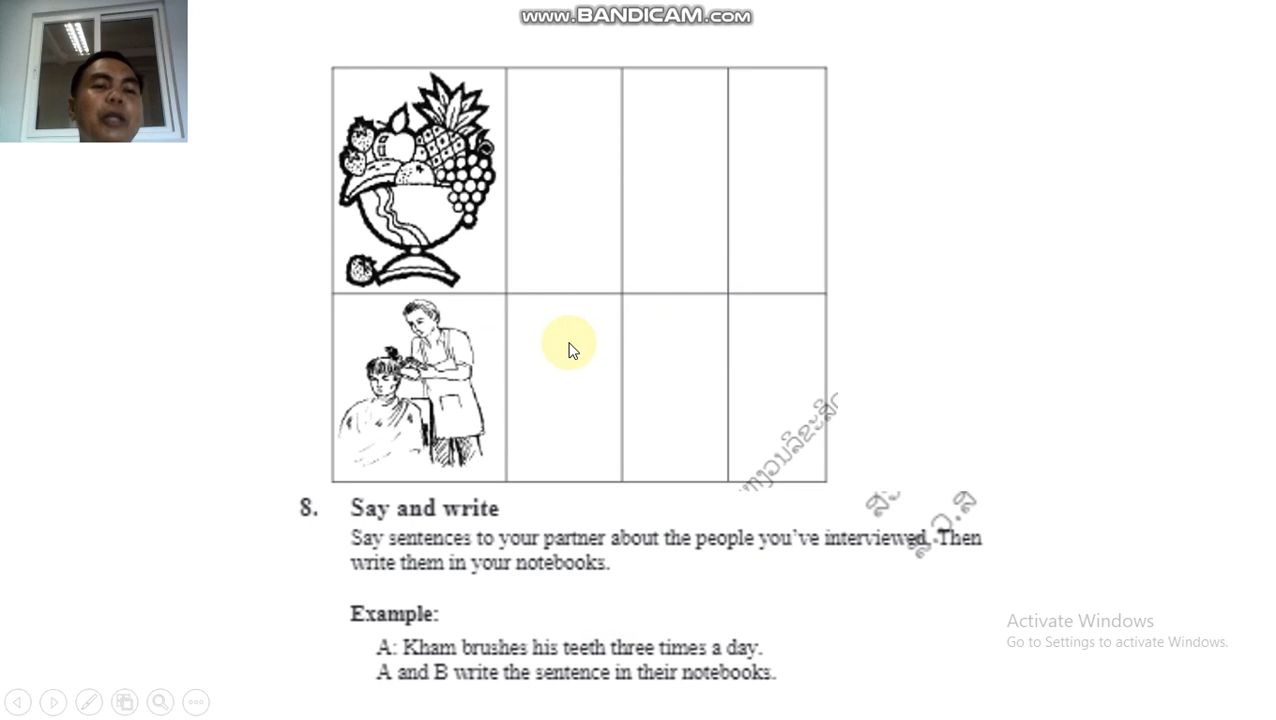 WWW.BANDICAM.COM
8. Say and write
Say sentences to your partner about the people you've interviewed. Then
write them in your notebooks.
Example:
A: Kham brushes his teeth three times a day.
A and B write the sentence in their notebooks.
Activate Windows
Go to Settings to activate Windows.